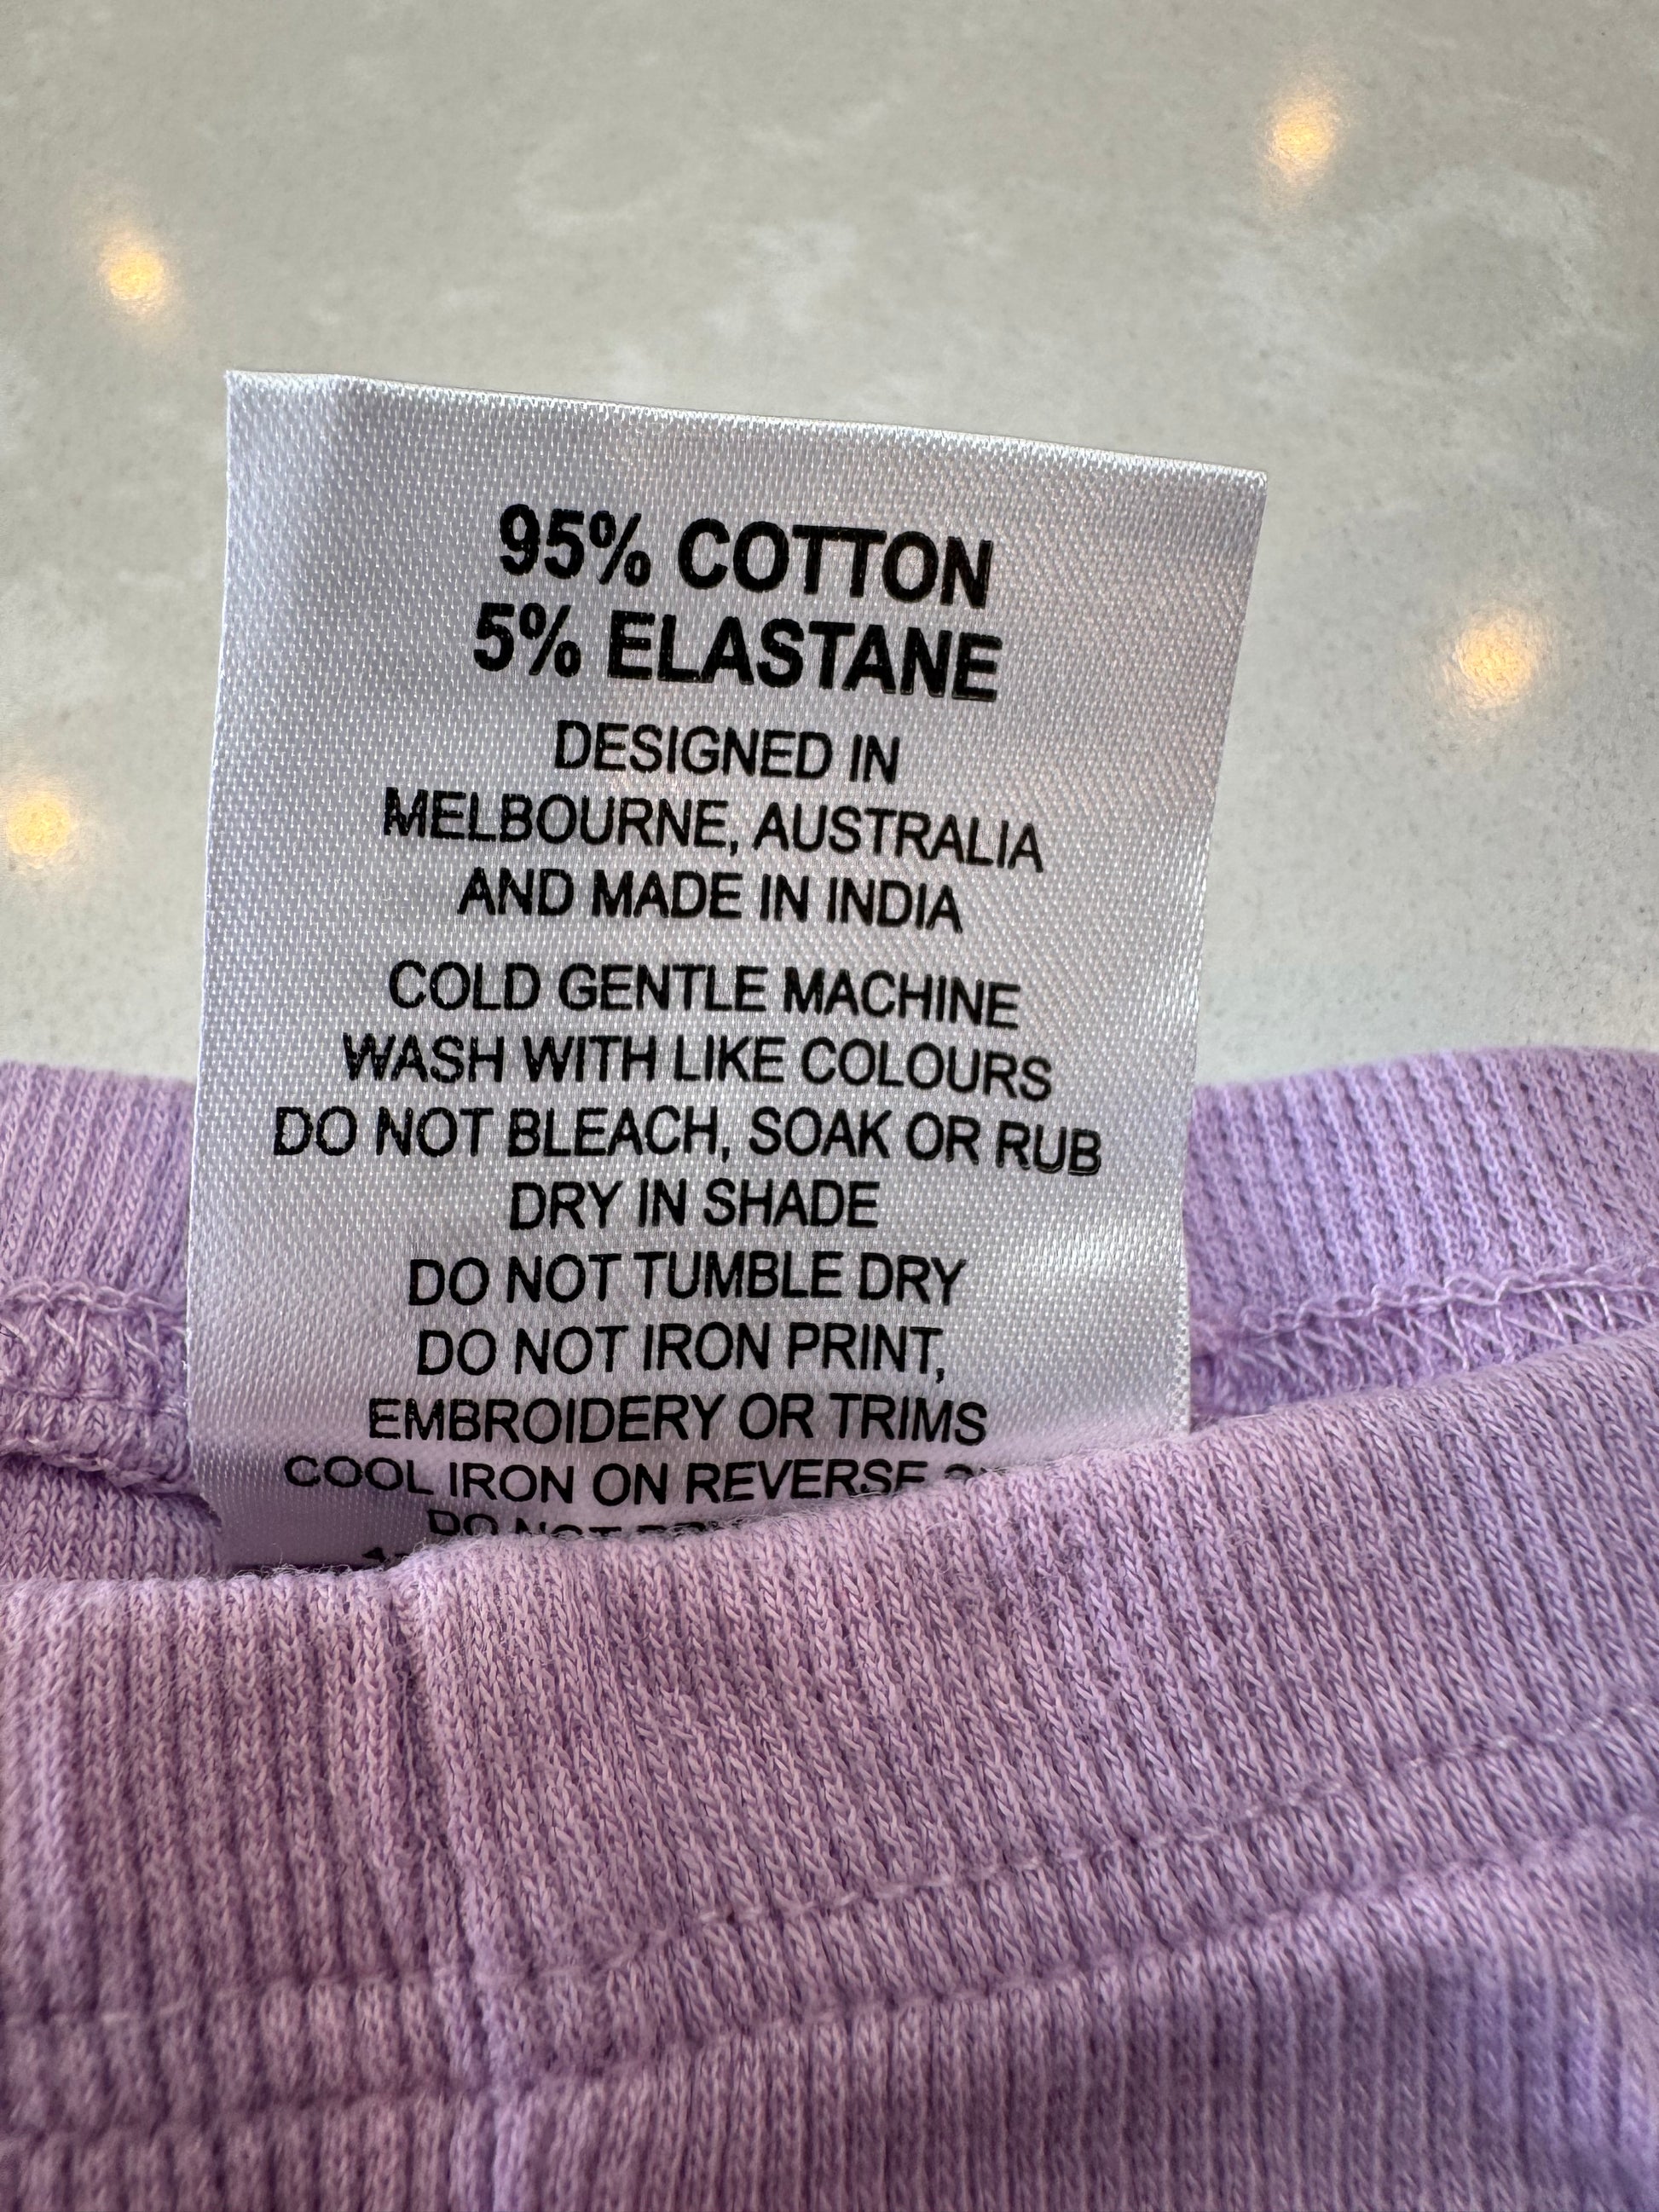 95% COTTON
5% ELASTANE
DESIGNED IN
MELBOURNE, AUSTRALIA
AND MADE IN INDIA
COLD GENTLE MACHINE
WASH WITH LIKE COLOURS
DO NOT BLEACH, SOAK OR RUB
DRY IN SHADE
DO NOT TUMBLE DRY
DO NOT IRON PRINT,
EMBROIDERY OR TRIMS
COOL IRON ON REVERSE
DO NOT